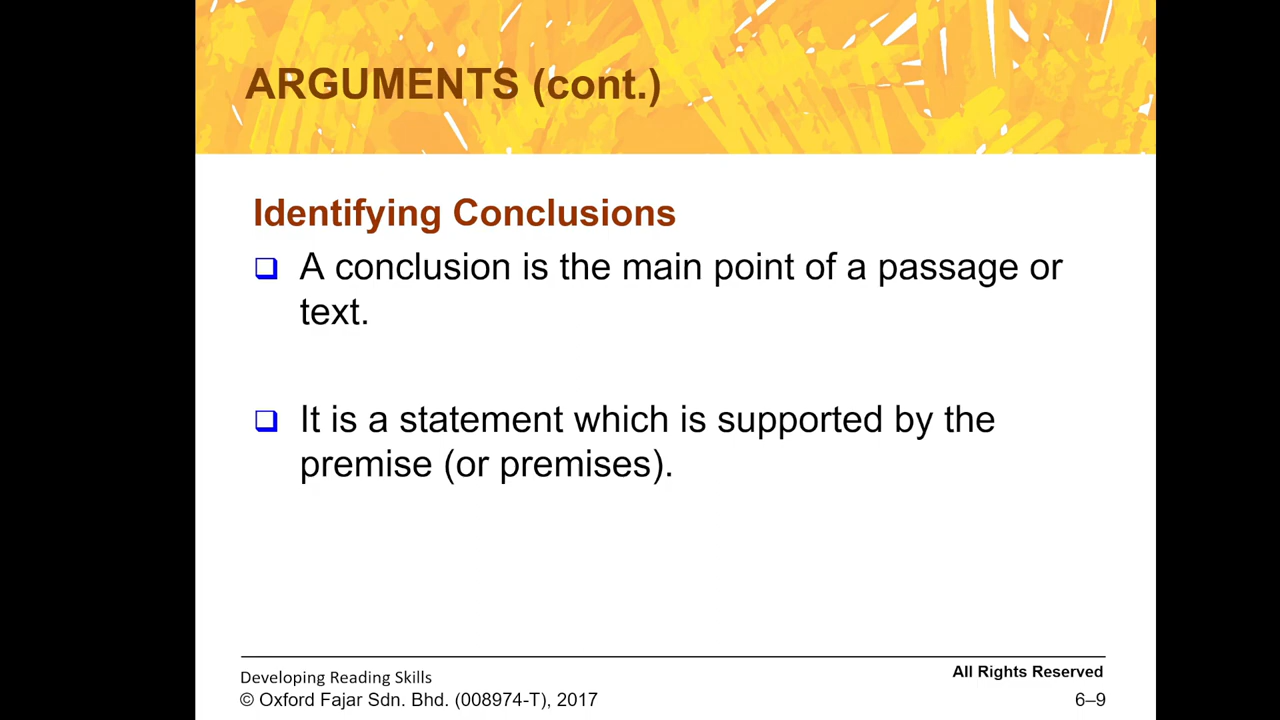 ARGUMENTS (cont.)
Identifying Conclusions
❑ A conclusion is the main point of a passage or
text.
❑ It is a statement which is supported by the
premise (or premises).
Developing Reading Skills
All Rights Reserved
© Oxford Fajar Sdn. Bhd. (008974-T), 2017
6–9